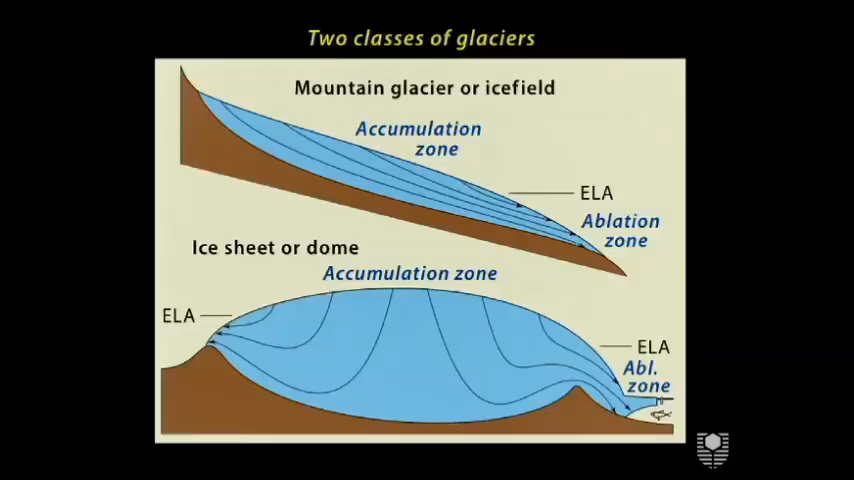 Two classes of glaciers
Mountain glacier or icefield
Accumulation
zone
ELA
Ablation
zone
Ice sheet or dome
Accumulation zone
ELA
ELA
Abl.
zone